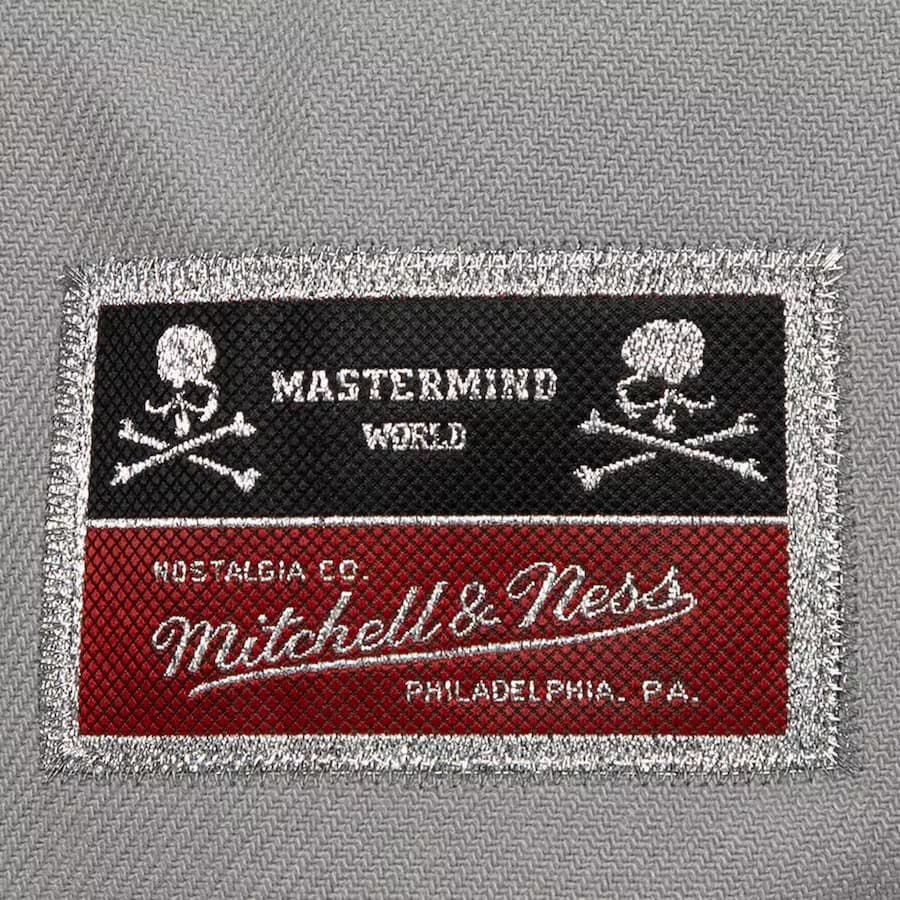 MASTERMIND
WORLD
NOSTALGIA CO.
Mitchell & Ness
PHILADELPHIA. PA.